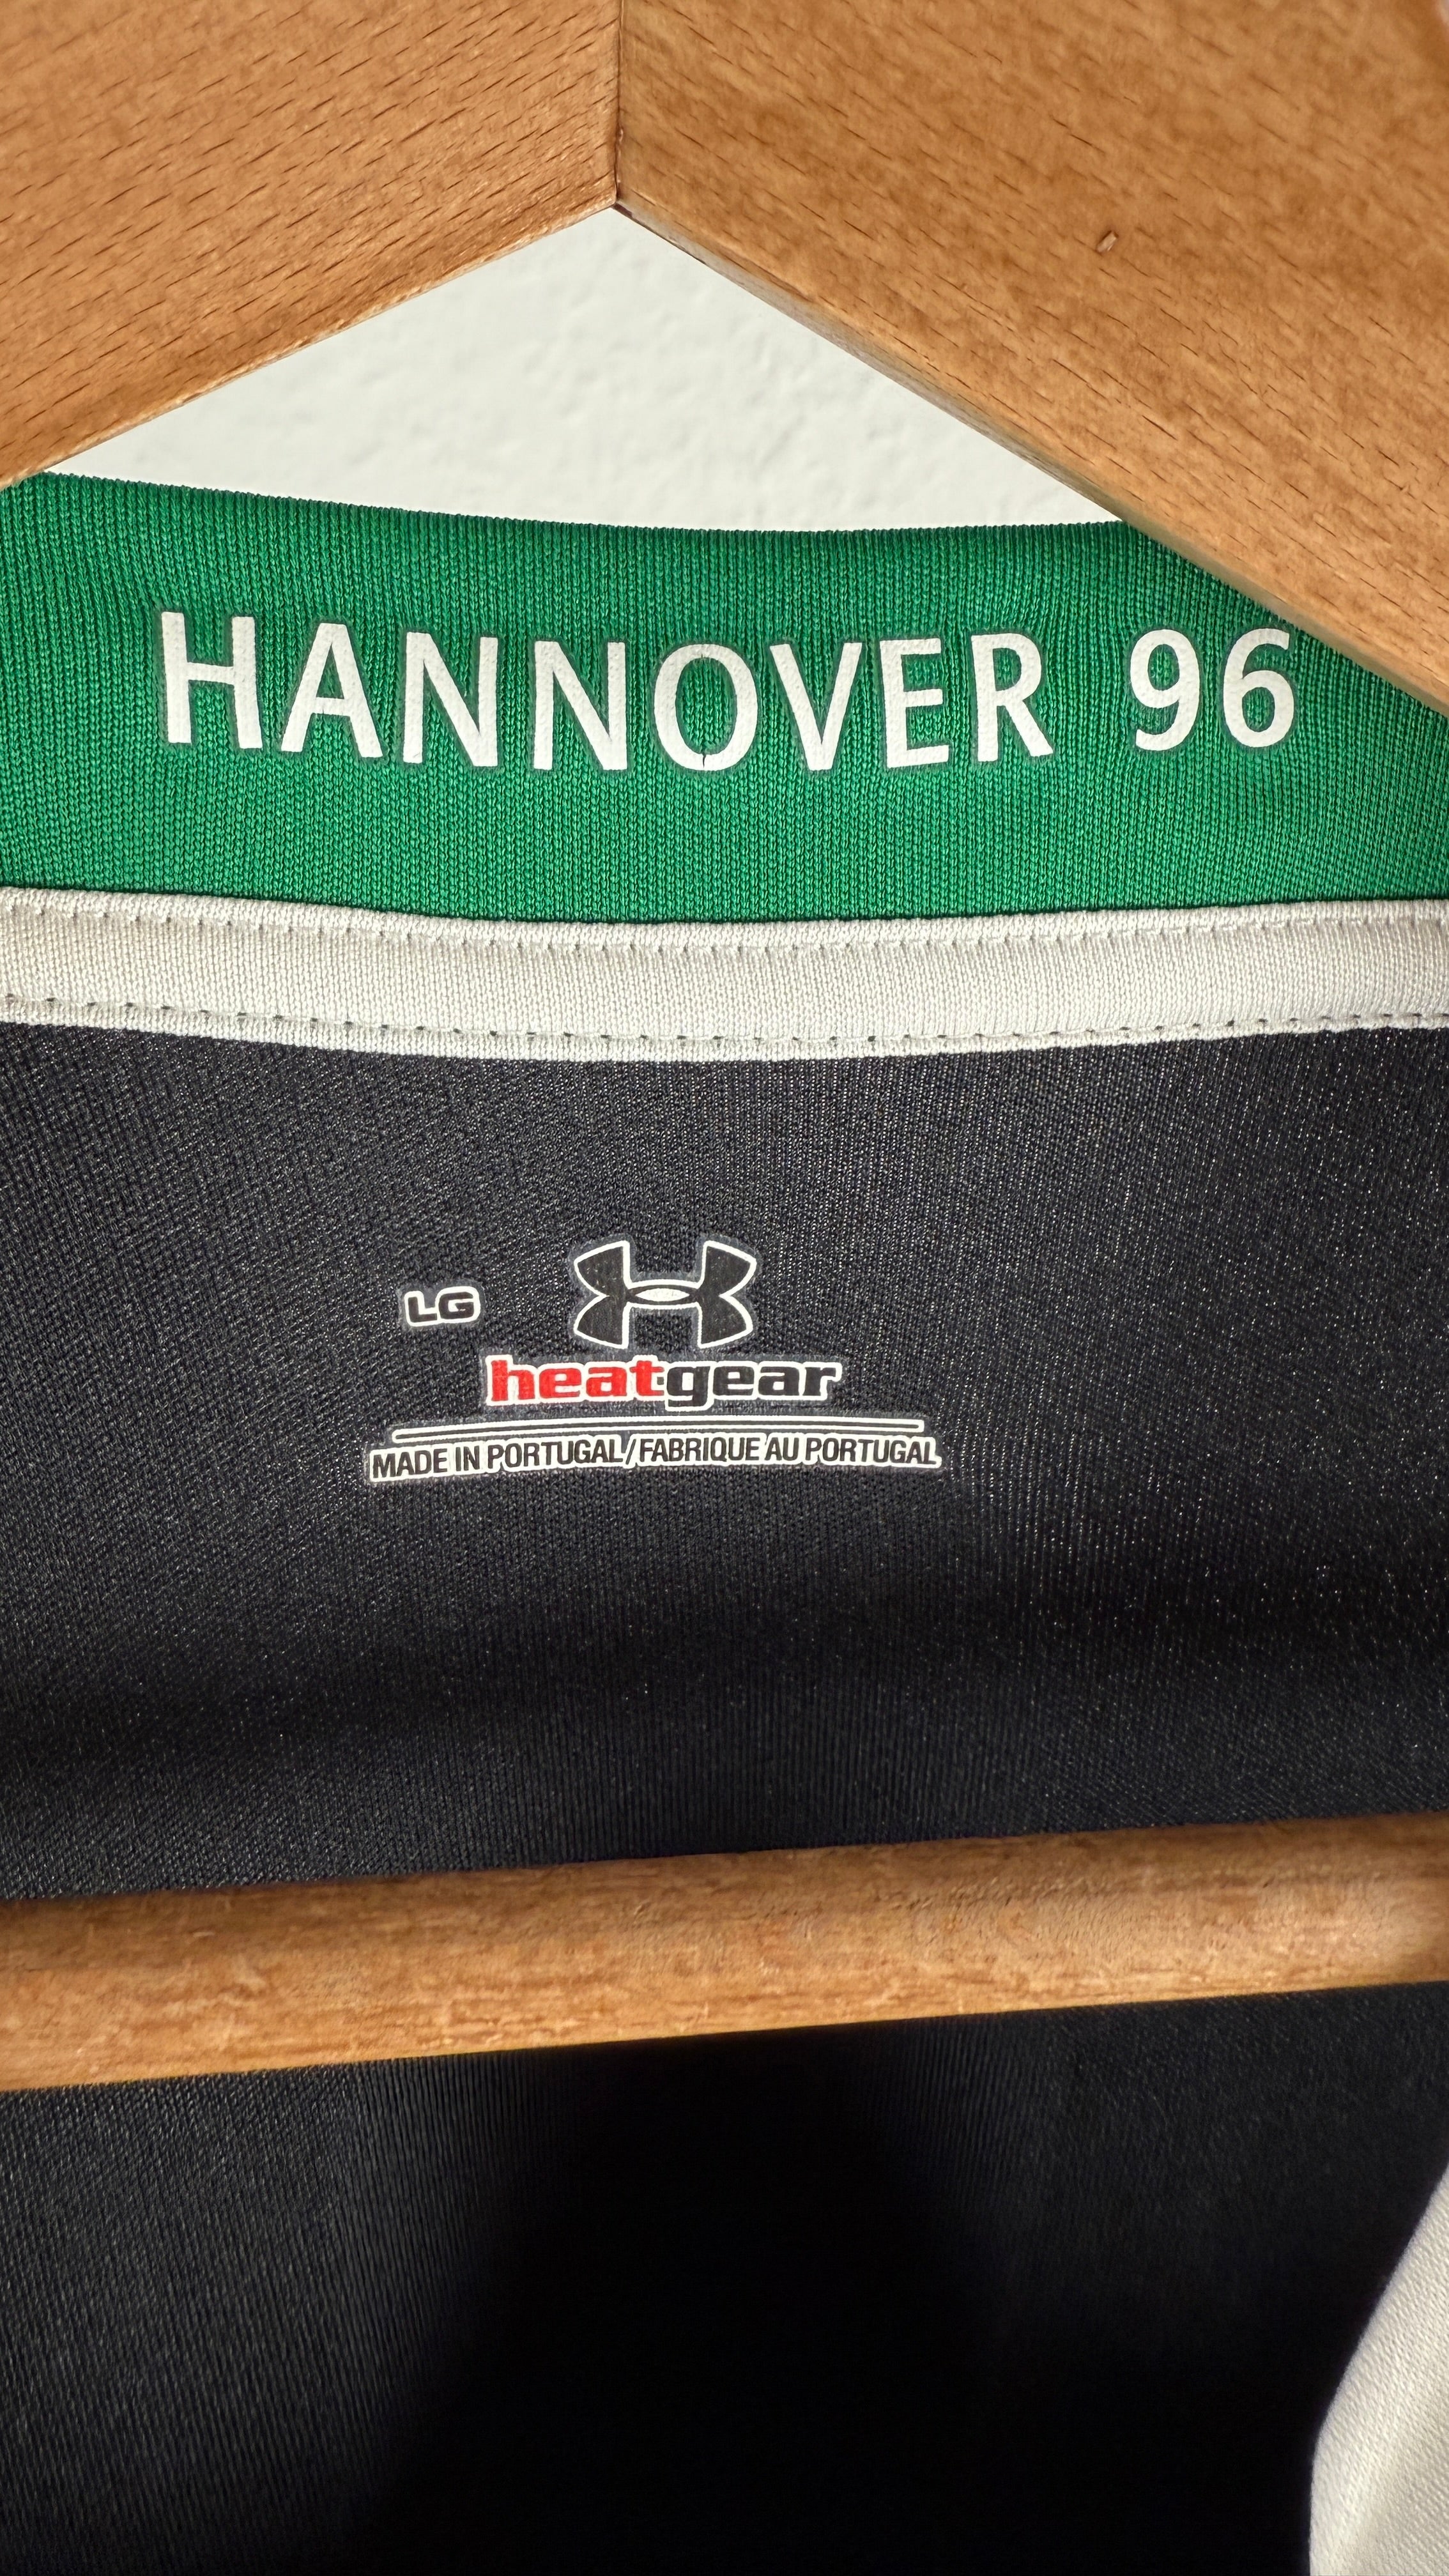 HANNOVER 96
LG
heatgear
MADE IN PORTUGAL/FABRIQUE AU PORTUGAL